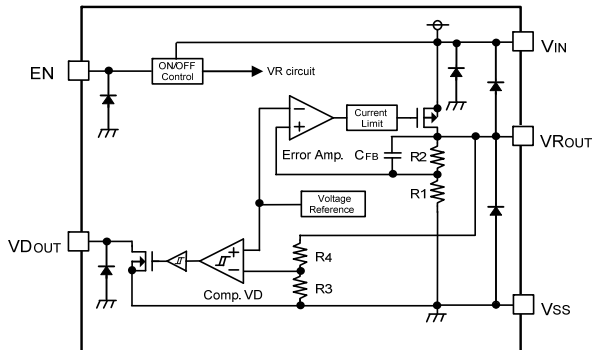 VIN
EN
ON/OFF
Control
VR circuit
−
+
Current
Limit
VROUT
Error Amp.
CFB
R2
R1
Voltage
Reference
VDOUT
+
−
R4
R3
Comp. VD
VSS